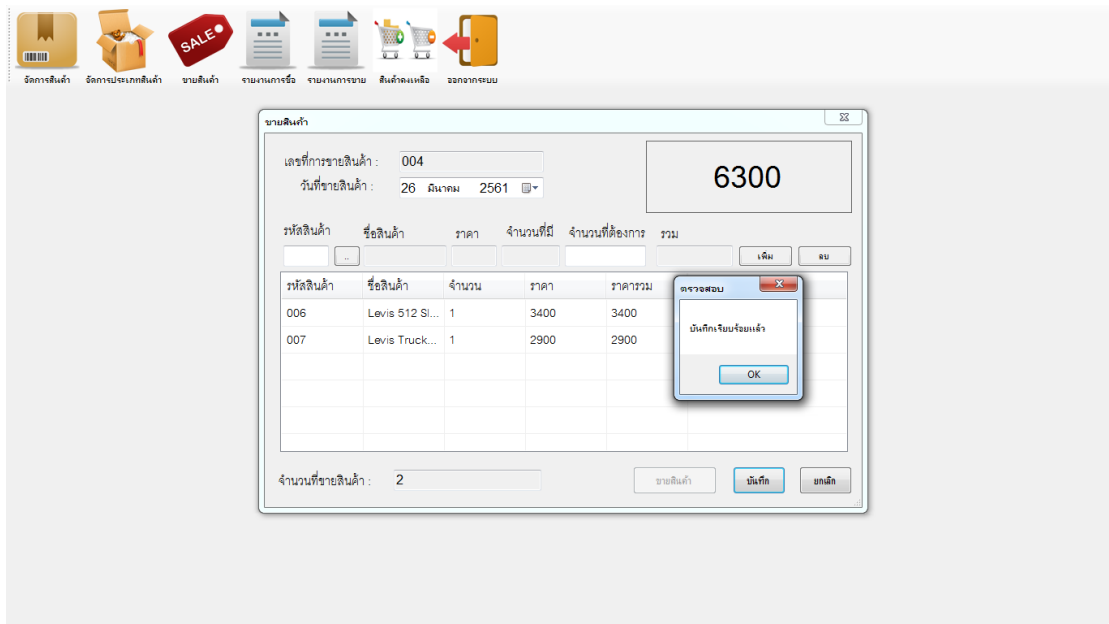 SALE
จัดการสินค้า จัดการประเภทสินค้า ขายสินค้า รายงานการซื้อ รายงานการขาย สินค้าคงเหลือ ออกจากระบบ
ขายสินค้า
เลขที่การขายสินค้า : 004
6300
วันที่ขายสินค้า : 26 มีนาคม 2561
รหัสสินค้า ชื่อสินค้า ราคา จำนวนที่มี จำนวนที่ต้องการ รวม
.. เพิ่ม ลบ
รหัสสินค้า ชื่อสินค้า จำนวน ราคา ราคารวม
006 Levis 512 Sl... 1 3400 3400
007 Levis Truck... 1 2900 2900
ตรวจสอบ
บันทึกเรียบร้อยแล้ว
OK
จำนวนที่ขายสินค้า : 2 ขายสินค้า บันทึก ยกเลิก